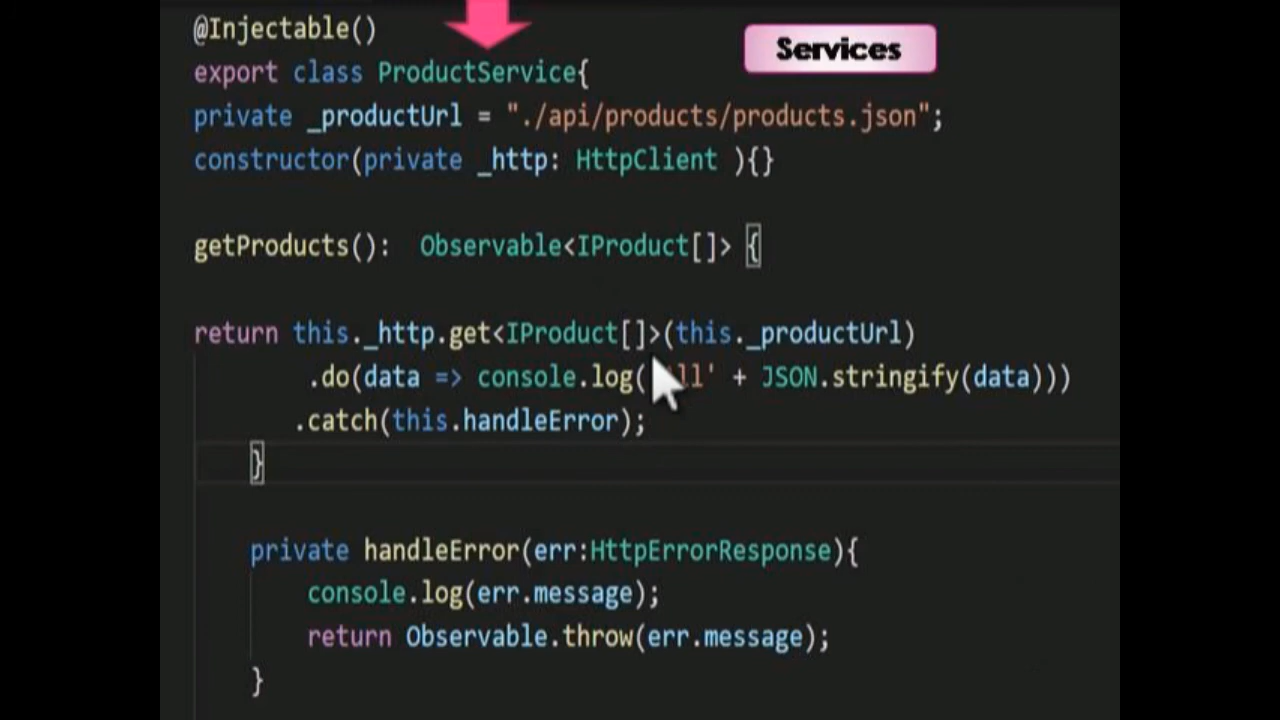 @Injectable()
Services
export class ProductService{
private _productUrl = "./api/products/products.json";
constructor(private _http: HttpClient ){}
getProducts(): Observable<IProduct[]> {
return this._http.get<IProduct[]>(this._productUrl)
.do(data => console.log( ll' + JSON.stringify(data)))
.catch(this.handleError);
}
private handleError(err:HttpErrorResponse){
console.log(err.message);
return Observable.throw(err.message);
}